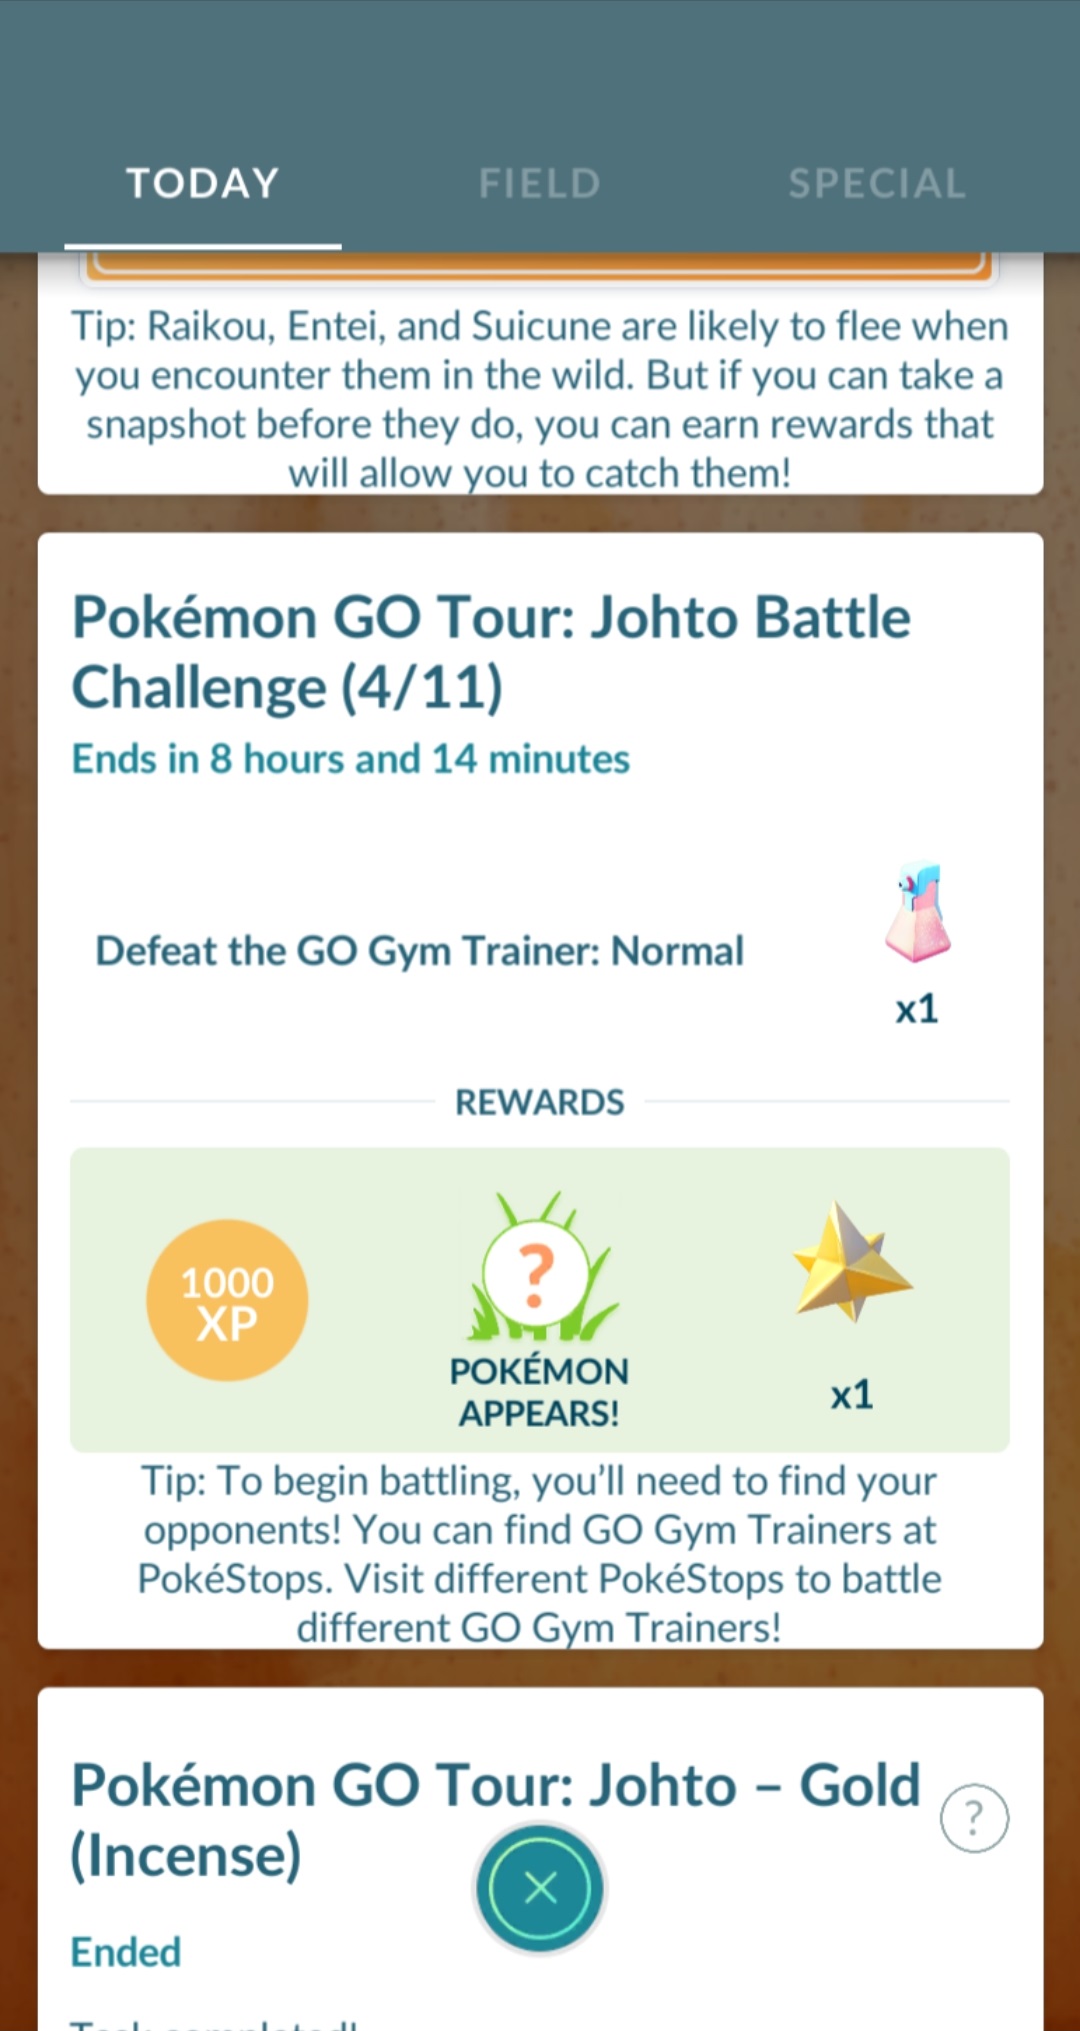 TODAY
FIELD
SPECIAL
Tip: Raikou, Entei, and Suicune are likely to flee when
you encounter them in the wild. But if you can take a
snapshot before they do, you can earn rewards that
will allow you to catch them!
Pokémon GO Tour: Johto Battle
Challenge (4/11)
Ends in 8 hours and 14 minutes
Defeat the GO Gym Trainer: Normal
x1
REWARDS
1000
XP
?
POKÉMON
APPEARS!
x1
Tip: To begin battling, you’ll need to find your
opponents! You can find GO Gym Trainers at
PokéStops. Visit different PokéStops to battle
different GO Gym Trainers!
Pokémon GO Tour: Johto – Gold
(Incense)
?
Ended
Task completed!